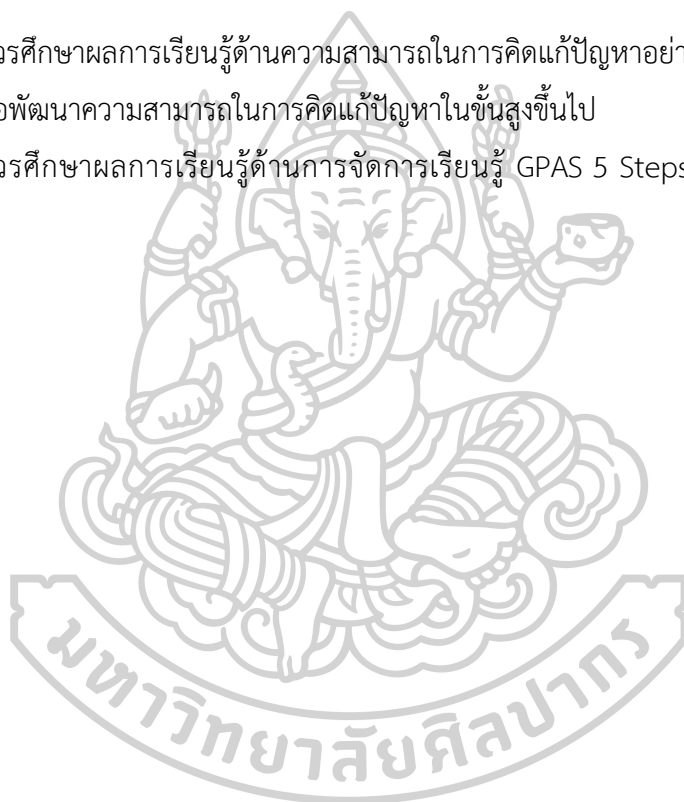 วรศึกษาผลการเรียนรู้ด้านความสามารถในการคิดแก้ปัญหาอย่า
อพัฒนาความสามารถในการคิดแก้ปัญหาในขั้นสูงขึ้นไป
วรศึกษาผลการเรียนรู้ด้านการจัดการเรียนรู้ GPAS 5 Steps
มหาวิทยาลัยศิลปากร